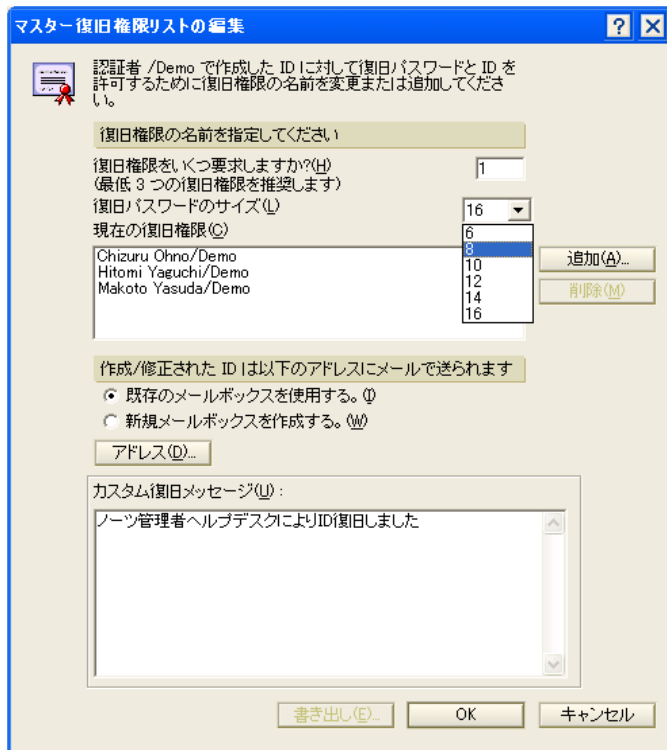 マスター復旧権限リストの編集
認証者 /Demo で作成した ID に対して復旧パスワードと ID を
許可するために復旧権限の名前を変更または追加してくださ
い。
復旧権限の名前を指定してください
復旧権限をいくつ要求しますか?(H)
1
(最低 3 つの復旧権限を推奨します)
復旧パスワードのサイズ(L)
16
現在の復旧権限(C)
6
8
10
12
14
16
Chizuru Ohno/Demo
Hitomi Yaguchi/Demo
Makoto Yasuda/Demo
追加(A)...
削除(M)
作成/修正された ID は以下のアドレスにメールで送られます
既存のメールボックスを使用する。(I)
新規メールボックスを作成する。(W)
アドレス(D)...
カスタム復旧メッセージ(U) :
ノーツ管理者ヘルプデスクによりID復旧しました
書き出し(E)...
OK
キャンセル